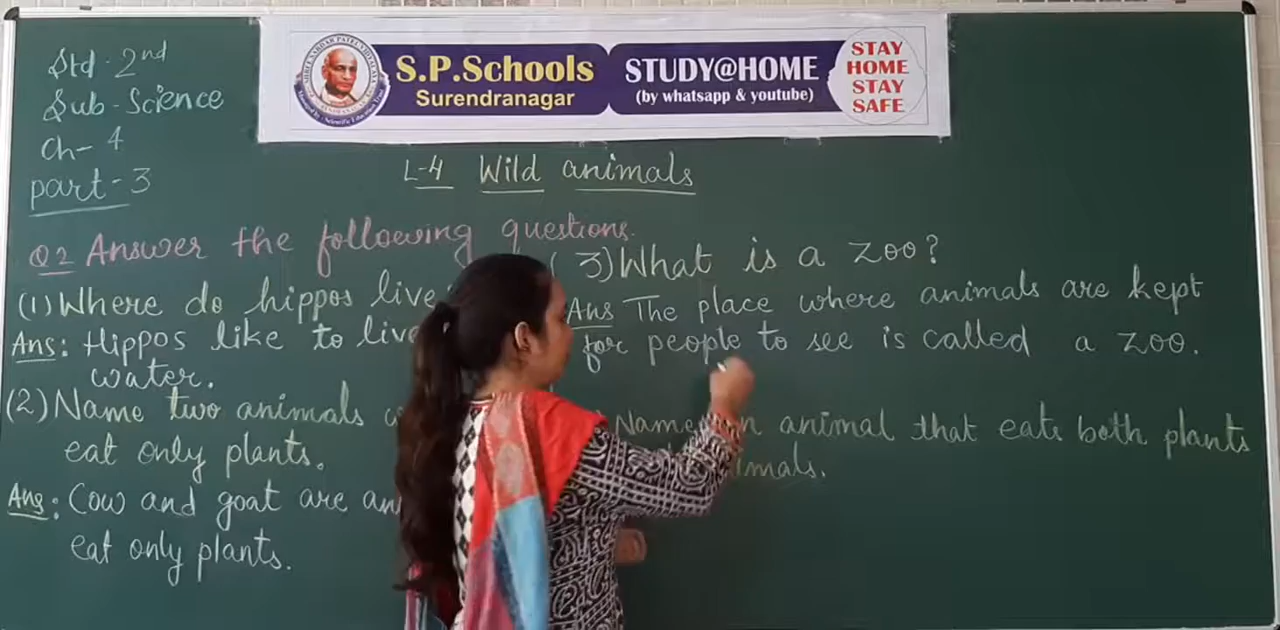 Std - 2nd
Sub - Science
Ch - 4
part - 3
S.P.Schools
Surendranagar
STUDY@HOME
(by whatsapp & youtube)
STAY
HOME
STAY
SAFE
L-4 Wild animals
Q2 Answer the following questions.
(1) Where do hippos live
Ans: Hippos like to live
water.
(2) Name two animals
eat only plants.
Ans: Cow and goat are
eat only plants.
(3) What is a zoo?
Ans The place where animals are kept
for people to see is called a zoo.
Name animal that eats both plants